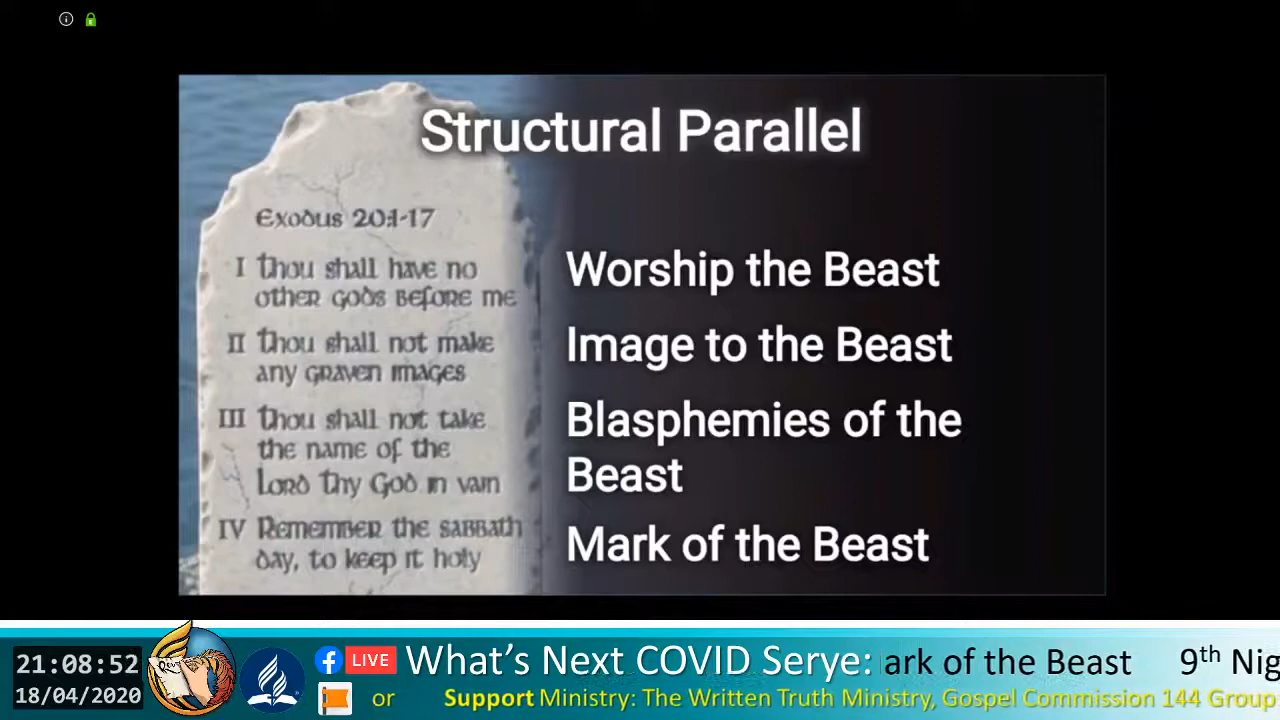 Structural Parallel
Exodus 20:1-17
I Thou shall have no
other gods before me
Worship the Beast
II Thou shall not make
any graven images
Image to the Beast
III Thou shall not take
the name of the
Lord thy God in vain
Blasphemies of the
Beast
IV Remember the sabbath
day, to keep it holy
Mark of the Beast
21:08:52
18/04/2020
LIVE
What's Next COVID Serye: ark of the Beast 9th Nig
or Support Ministry: The Written Truth Ministry, Gospel Commission 144 Group